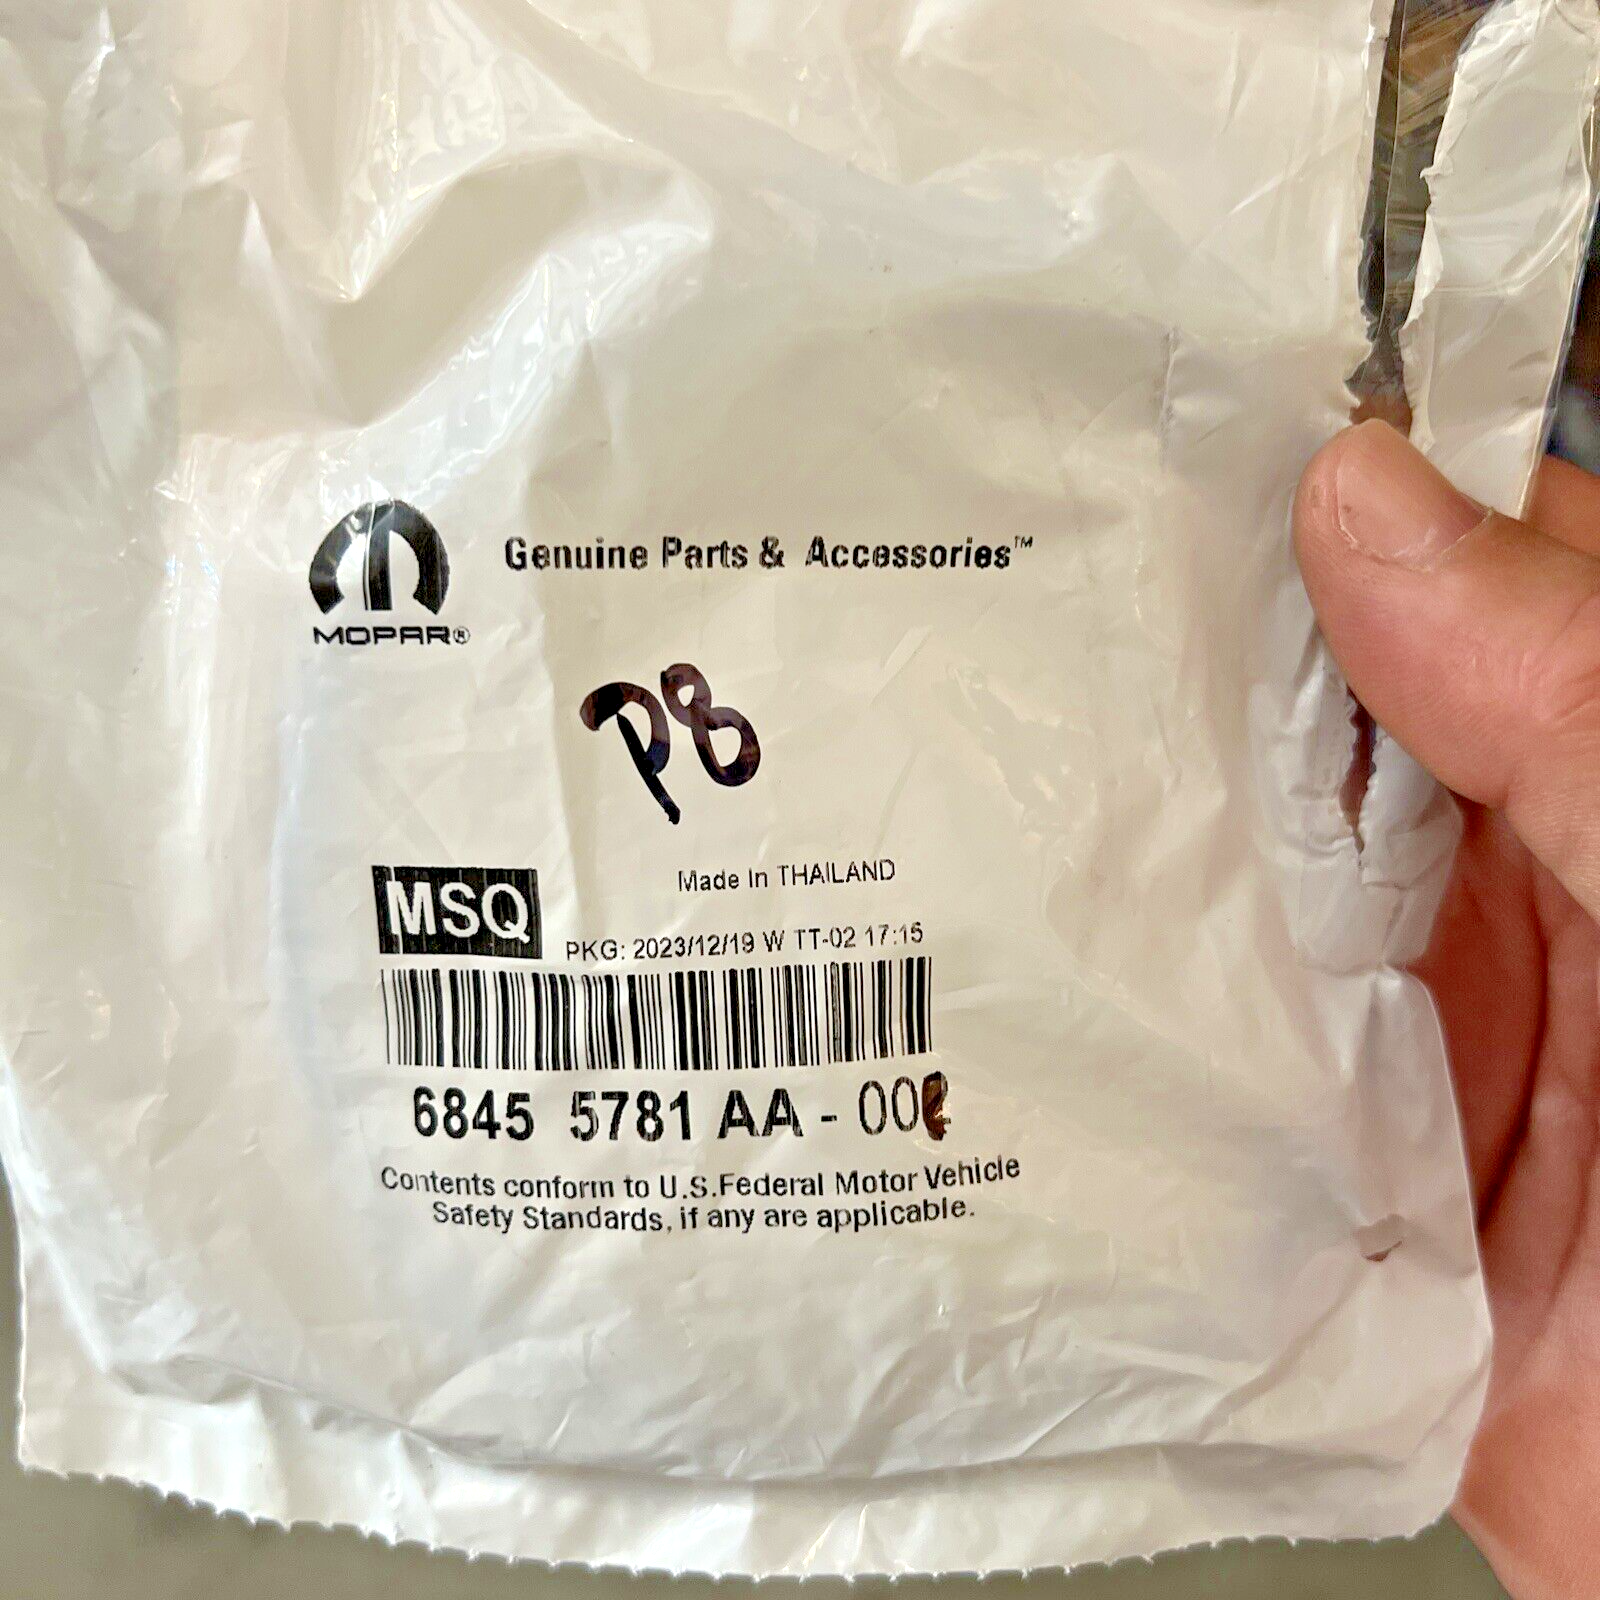 Genuine Parts & Accessories™
MOPAR®
P8
MSQ
Made In THAILAND
PKG: 2023/12/19 W TT-02 17:15
6845 5781 AA - 00
Contents conform to U.S.Federal Motor Vehicle
Safety Standards, if any are applicable.